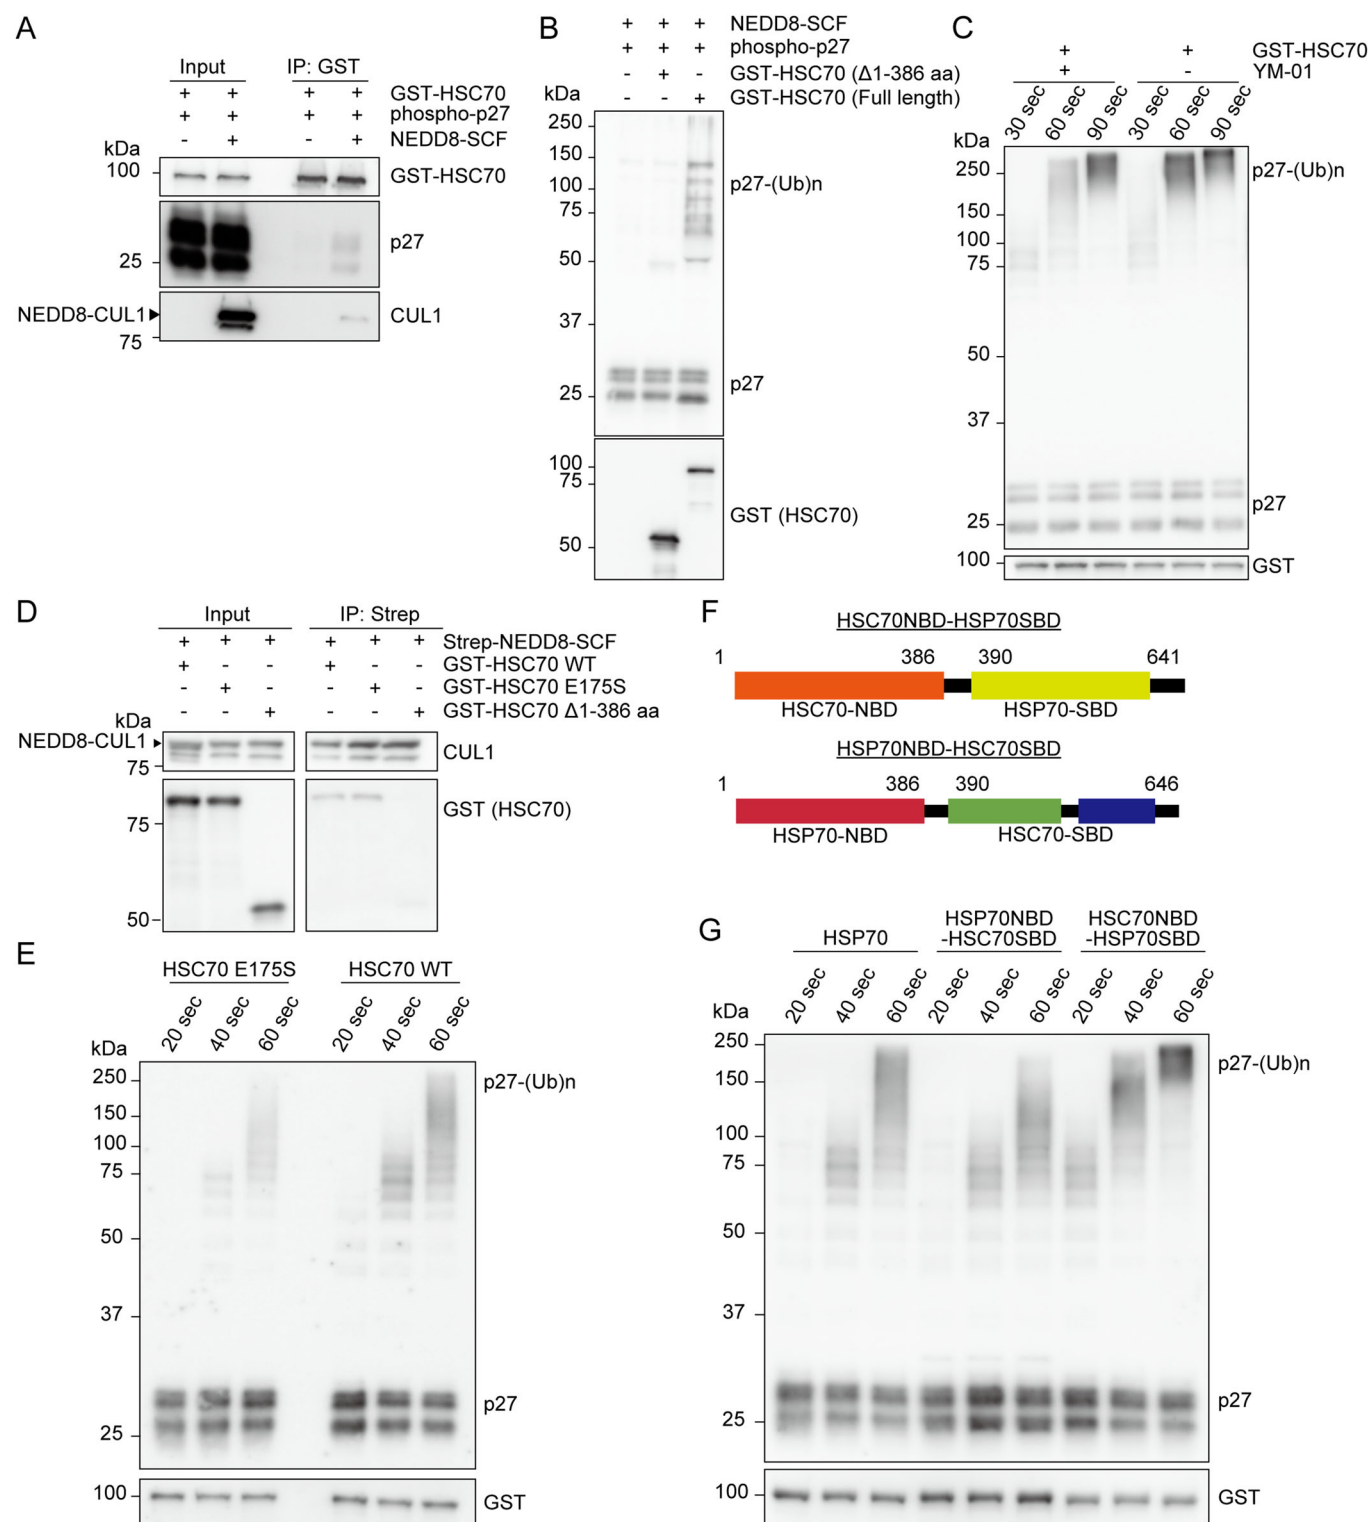 A
Input
IP: GST
+ + + + GST-HSC70
+ + + + phospho-p27
- + - + NEDD8-SCF
kDa
100
GST-HSC70
p27
25
NEDD8-CUL1
CUL1
75
B
+ + + NEDD8-SCF
+ + + phospho-p27
- + - GST-HSC70 (Δ1-386 aa)
- - + GST-HSC70 (Full length)
kDa
250
150
p27-(Ub)n
100
75
50
37
p27
25
100
75
GST (HSC70)
50
C
+ + GST-HSC70
+ - YM-01
30 sec 60 sec 90 sec 30 sec 60 sec 90 sec
kDa
250
p27-(Ub)n
150
100
75
50
37
p27
25
100
GST
D
Input
IP: Strep
+ + + + + + Strep-NEDD8-SCF
+ - - + - - GST-HSC70 WT
- + - - + - GST-HSC70 E175S
- - + - - + GST-HSC70 Δ1-386 aa
kDa
NEDD8-CUL1
CUL1
75
GST (HSC70)
75
50
E
HSC70 E175S
HSC70 WT
20 sec 40 sec 60 sec 20 sec 40 sec 60 sec
kDa
250
p27-(Ub)n
150
100
75
50
37
p27
25
100
GST
F
HSC70NBD-HSP70SBD
1 386 390 641
HSC70-NBD HSP70-SBD
HSP70NBD-HSC70SBD
1 386 390 646
HSP70-NBD HSC70-SBD
G
HSP70
HSP70NBD
-HSC70SBD
HSC70NBD
-HSP70SBD
20 sec 40 sec 60 sec 20 sec 40 sec 60 sec 20 sec 40 sec 60 sec
kDa
250
p27-(Ub)n
150
100
75
50
37
p27
25
100
GST